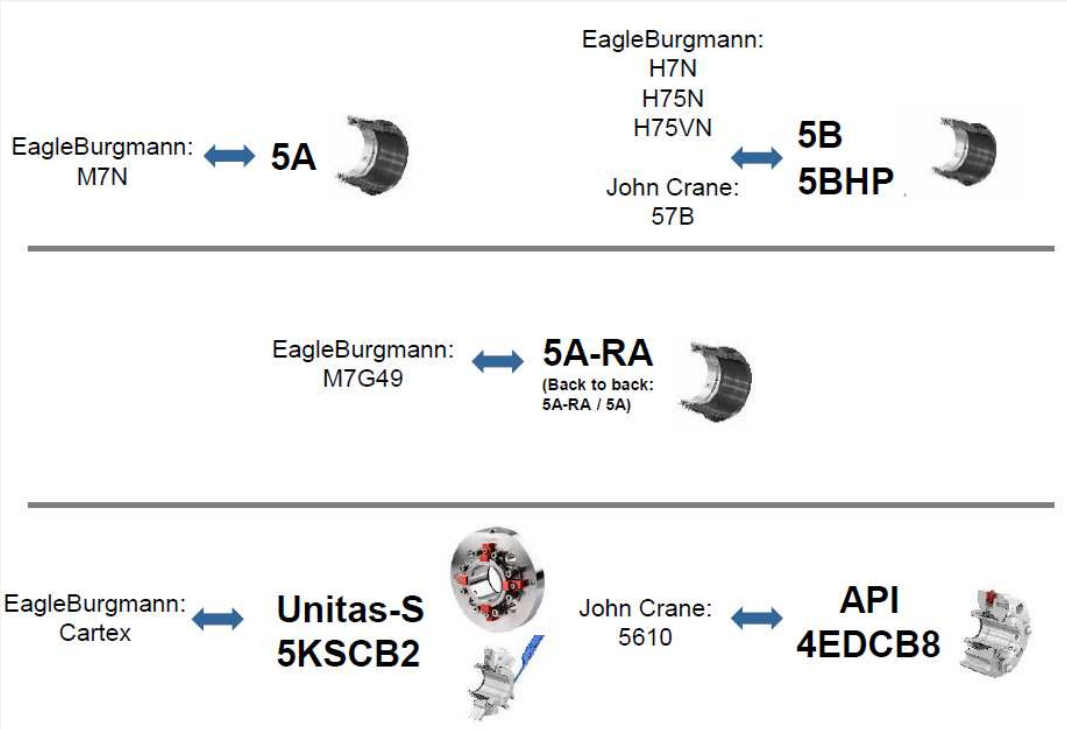 EagleBurgmann:
M7N
5A
EagleBurgmann:
H7N
H75N
H75VN
John Crane:
57B
5B
5BHP
EagleBurgmann:
M7G49
5A-RA
(Back to back:
5A-RA / 5A)
EagleBurgmann:
Cartex
Unitas-S
5KSCB2
John Crane:
5610
API
4EDCB8